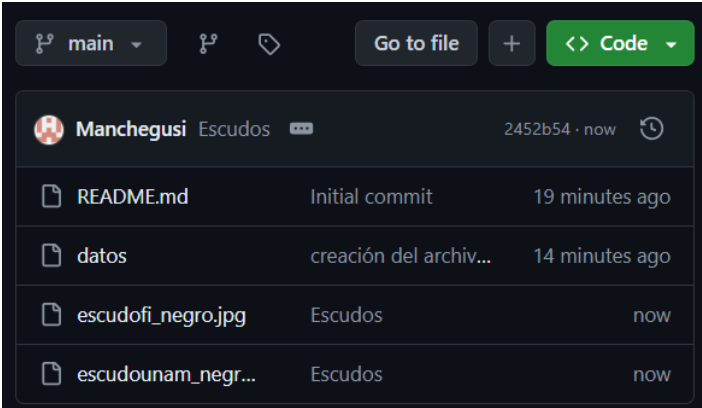 main Go to file + <> Code
Manchegusi Escudos ... 2452b54 · now
README.md Initial commit 19 minutes ago
datos creación del archiv... 14 minutes ago
escudofi_negro.jpg Escudos now
escudounam_negr... Escudos now